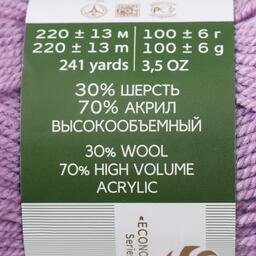 220 ± 13 м 100 ± 6 г
220 ± 13 m 100 ± 6 g
241 yards 3,5 OZ
30% ШЕРСТЬ
70% АКРИЛ
ВЫСОКООБЪЕМНЫЙ
30% WOOL
70% HIGH VOLUME
ACRYLIC